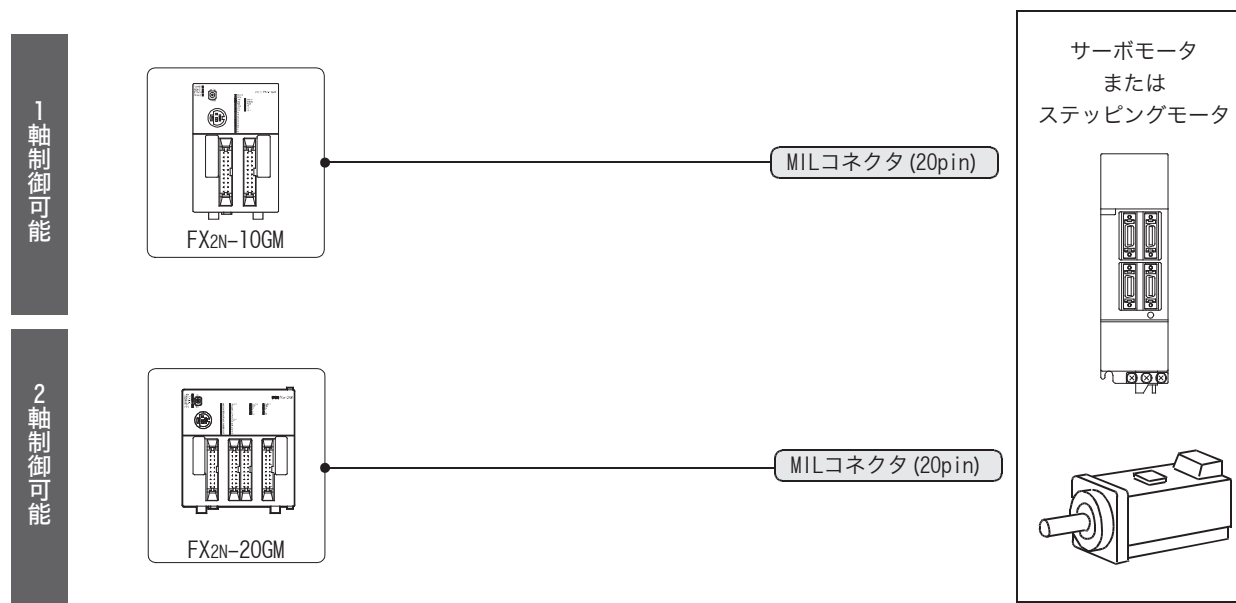 1軸制御可能
FX2N-10GM
MILコネクタ(20pin)
2軸制御可能
FX2N-20GM
MILコネクタ(20pin)
サーボモータ
または
ステッピングモータ